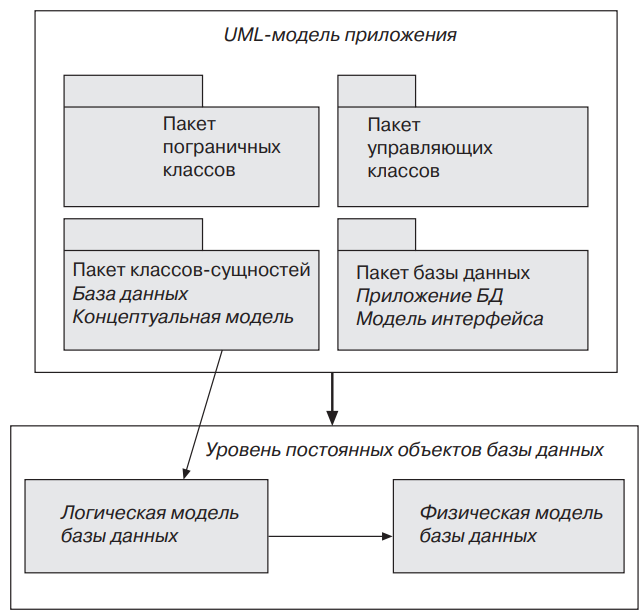 UML-модель приложения
Пакет
пограничных
классов
Пакет
управляющих
классов
Пакет классов-сущностей
База данных
Концептуальная модель
Пакет базы данных
Приложение БД
Модель интерфейса
Уровень постоянных объектов базы данных
Логическая модель
базы данных
Физическая модель
базы данных